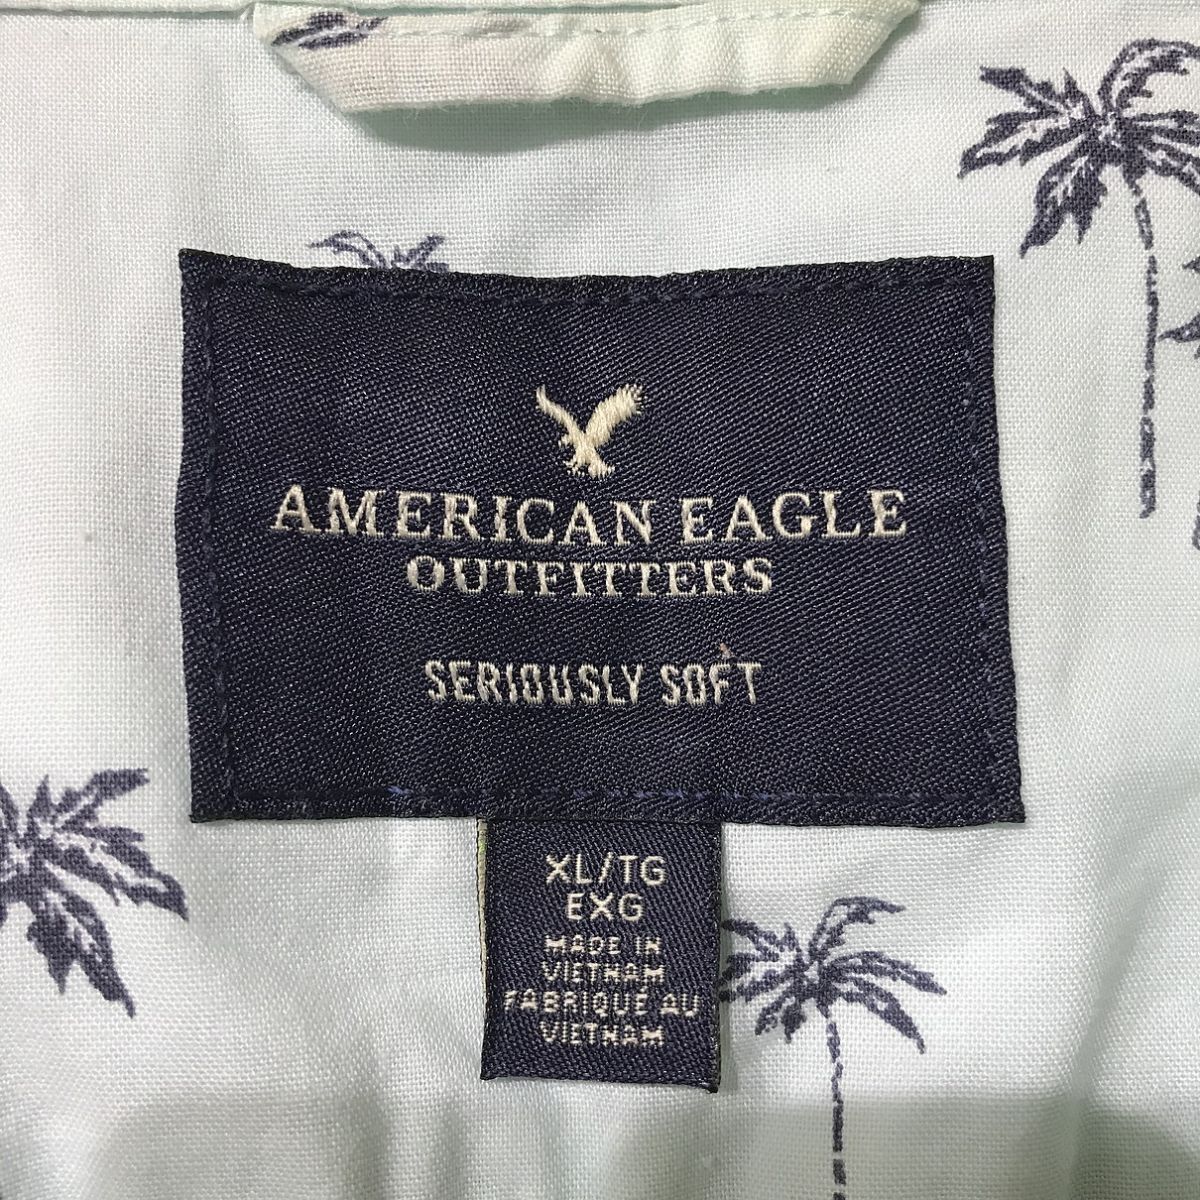 AMERICAN EAGLE
OUTFITTERS
SERIOUSLY SOFT
XL/TG
EXG
MADE IN
VIETNAM
FABRIQUE AU
VIETNAM